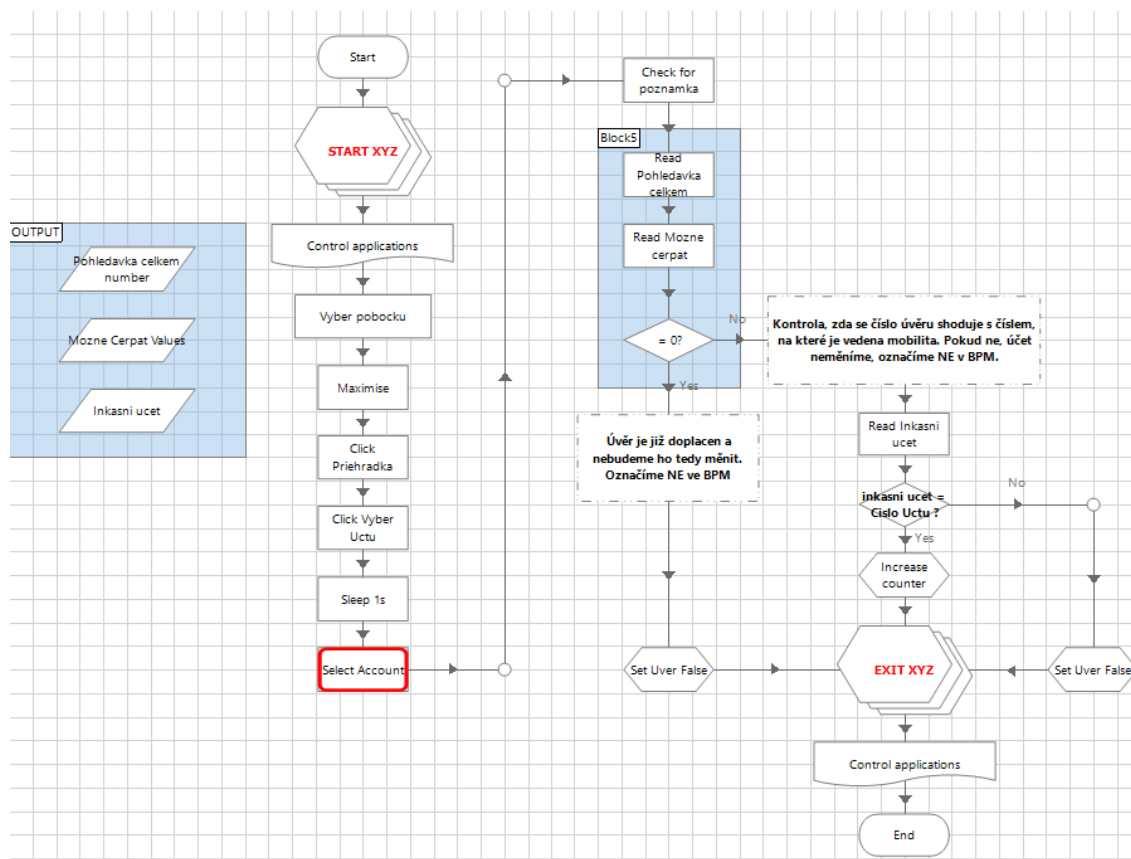 Start
START XYZ
Control applications
Vyber pobocku
Maximise
Click
Priehradka
Click Vyber
Uctu
Sleep 1s
Select Account
OUTPUT
Pohledavka celkem
number
Mozne Cerpat Values
Inkasni ucet
Check for
poznamka
Block5
Read
Pohledavka
celkem
Read Mozne
cerpat
= 0?
No
Yes
Úvěr je již doplacen a
nebudeme ho tedy měnit.
Označíme NE ve BPM
Set Uver False
Kontrola, zda se číslo úvěru shoduje s číslem,
na které je vedena mobilita. Pokud ne, účet
neměníme, označíme NE v BPM.
Read Inkasni
ucet
inkasni ucet =
Cislo Uctu ?
No
Yes
Increase
counter
EXIT XYZ
Set Uver False
Control applications
End